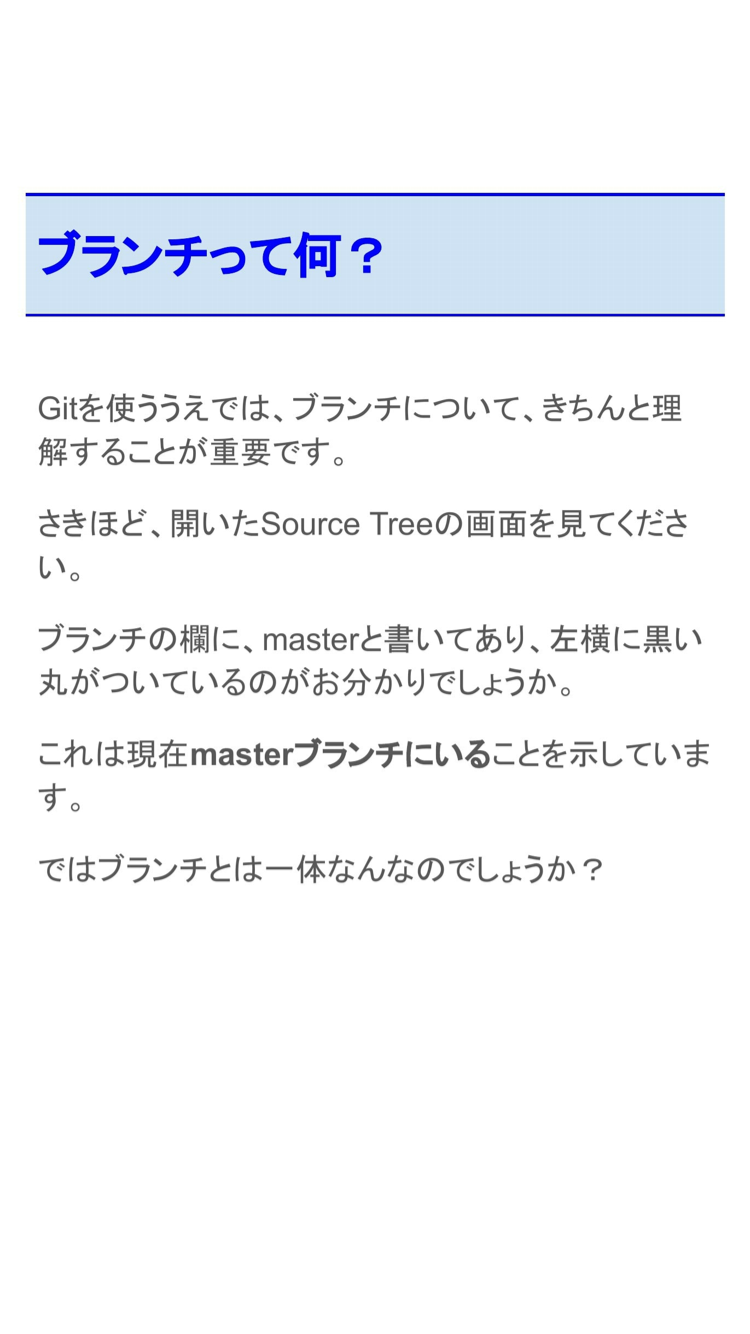 ブランチって何？
Gitを使ううえでは、ブランチについて、きちんと理
解することが重要です。
さきほど、開いたSource Treeの画面を見てくださ
い。
ブランチの欄に、masterと書いてあり、左横に黒い
丸がついているのがお分かりでしょうか。
これは現在masterブランチにいることを示していま
す。
ではブランチとは一体なんなのでしょうか？